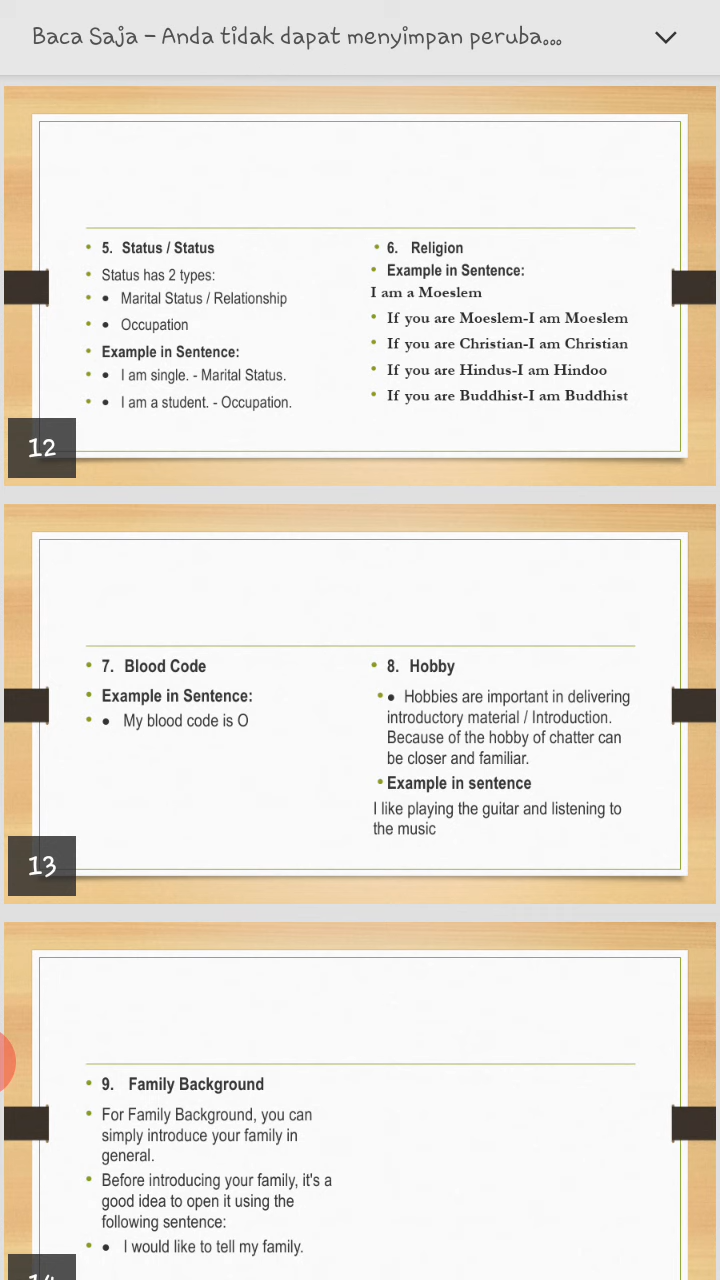 Baca Saja – Anda tidak dapat menyimpan peruba...
• 5. Status / Status
• Status has 2 types:
• ● Marital Status / Relationship
• ● Occupation
• Example in Sentence:
• ● I am single. - Marital Status.
• ● I am a student. - Occupation.
• 6. Religion
• Example in Sentence:
I am a Moeslem
• If you are Moeslem-I am Moeslem
• If you are Christian-I am Christian
• If you are Hindus-I am Hindoo
• If you are Buddhist-I am Buddhist
12
• 7. Blood Code
• Example in Sentence:
• ● My blood code is O
• 8. Hobby
• ● Hobbies are important in delivering
introductory material / Introduction.
Because of the hobby of chatter can
be closer and familiar.
• Example in sentence
I like playing the guitar and listening to
the music
13
• 9. Family Background
• For Family Background, you can
simply introduce your family in
general.
• Before introducing your family, it's a
good idea to open it using the
following sentence:
• ● I would like to tell my family.
14